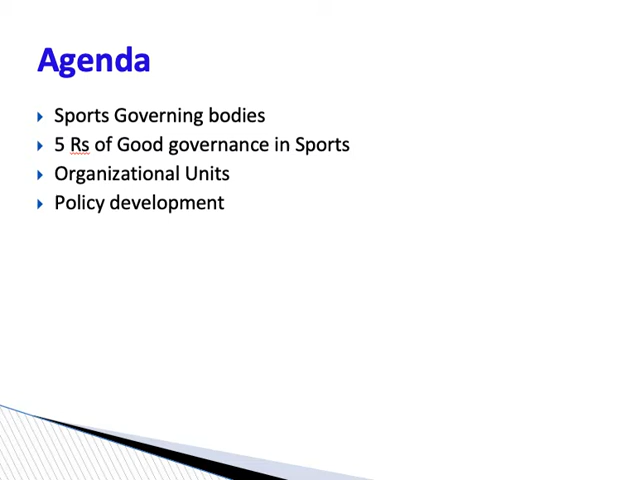 Agenda
Sports Governing bodies
5 Rs of Good governance in Sports
Organizational Units
Policy development